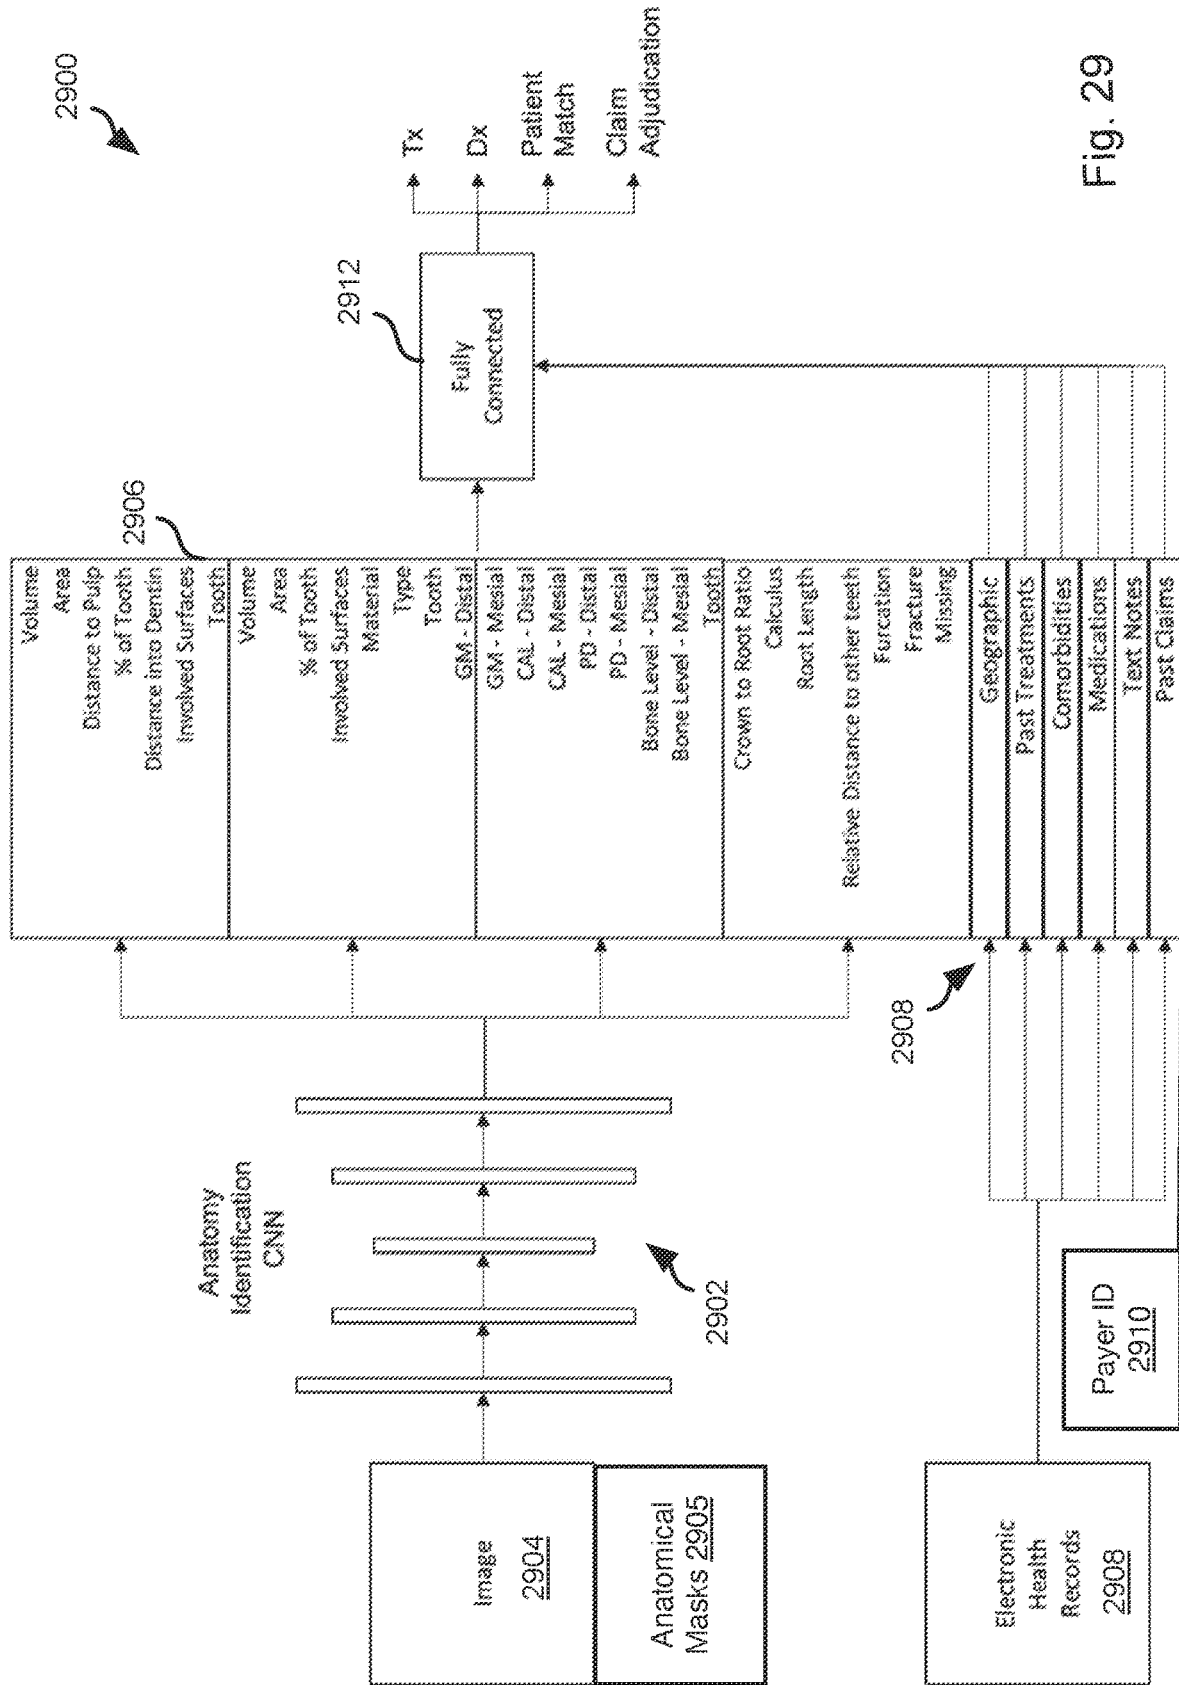 2900
Anatomy
Identification
CNN
2902
Image
2904
Anatomical
Masks 2905
Electronic
Health
Records
2908
Payer ID
2910
2906
Volume
Area
Distance to Pulp
% of Tooth
Distance into Dentin
Involved Surfaces
Tooth
Volume
Area
% of Tooth
Involved Surfaces
Material
Type
Tooth
GM - Distal
GM - Mesial
CAL - Distal
CAL - Mesial
PD - Distal
PD - Mesial
Bone Level - Distal
Bone Level - Mesial
Tooth
Crown to Root Ratio
Calculus
Root Length
Relative Distance to other teeth
Furcation
Fracture
Missing
2908
Geographic
Past Treatments
Comorbidities
Medications
Text Notes
Past Claims
2912
Fully
Connected
Tx
Dx
Patient
Match
Claim
Adjudication
Fig. 29